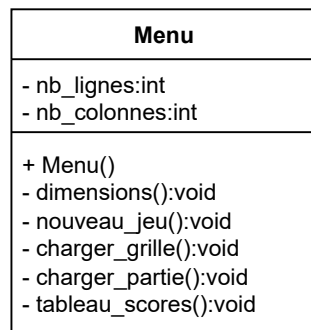 Menu
- nb_lignes:int
- nb_colonnes:int
+ Menu()
- dimensions():void
- nouveau_jeu():void
- charger_grille():void
- charger_partie():void
- tableau_scores():void